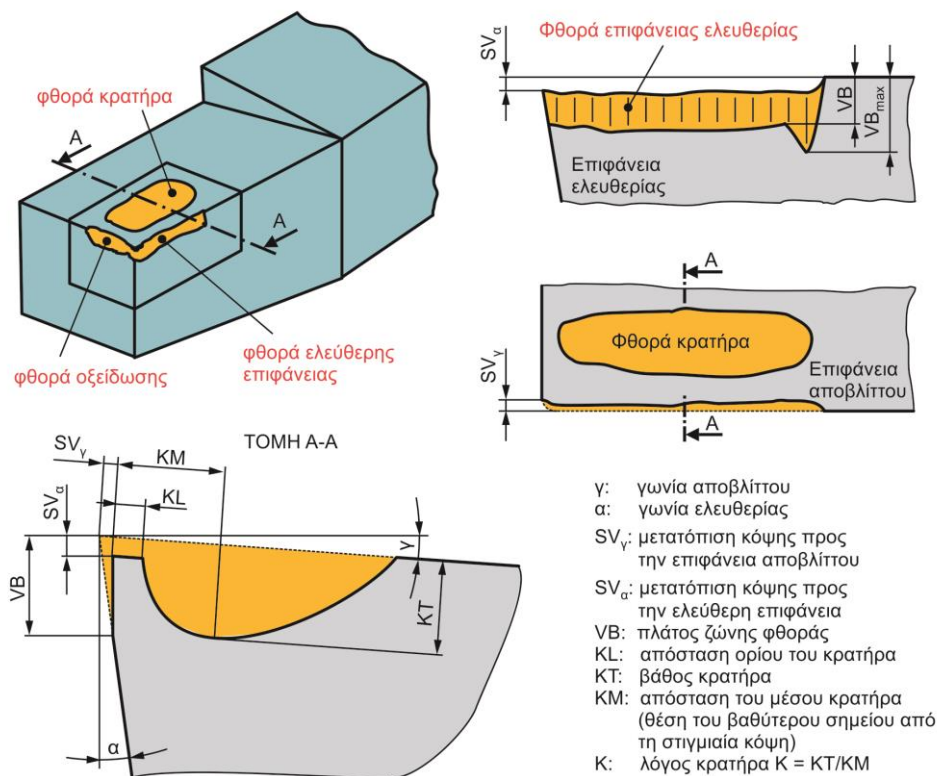 φθορά κρατήρα
A
A
φθορά οξείδωσης
φθορά ελεύθερης
επιφάνειας
SVα
Φθορά επιφάνειας ελευθερίας
VB
VBmax
Επιφάνεια
ελευθερίας
A
Φθορά κρατήρα
Επιφάνεια
αποβλίττου
SVγ
A
ΤΟΜΗ A-A
SVγ
KM
KL
SVα
VB
γ
KT
α
γ: γωνία αποβλίττου
α: γωνία ελευθερίας
SVγ: μετατόπιση κόψης προς
την επιφάνεια αποβλίττου
SVα: μετατόπιση κόψης προς
την ελεύθερη επιφάνεια
VB: πλάτος ζώνης φθοράς
KL: απόσταση ορίου του κρατήρα
KT: βάθος κρατήρα
KM: απόσταση του μέσου κρατήρα
(θέση του βαθύτερου σημείου από
τη στιγμιαία κόψη)
K: λόγος κρατήρα K = KT/KM